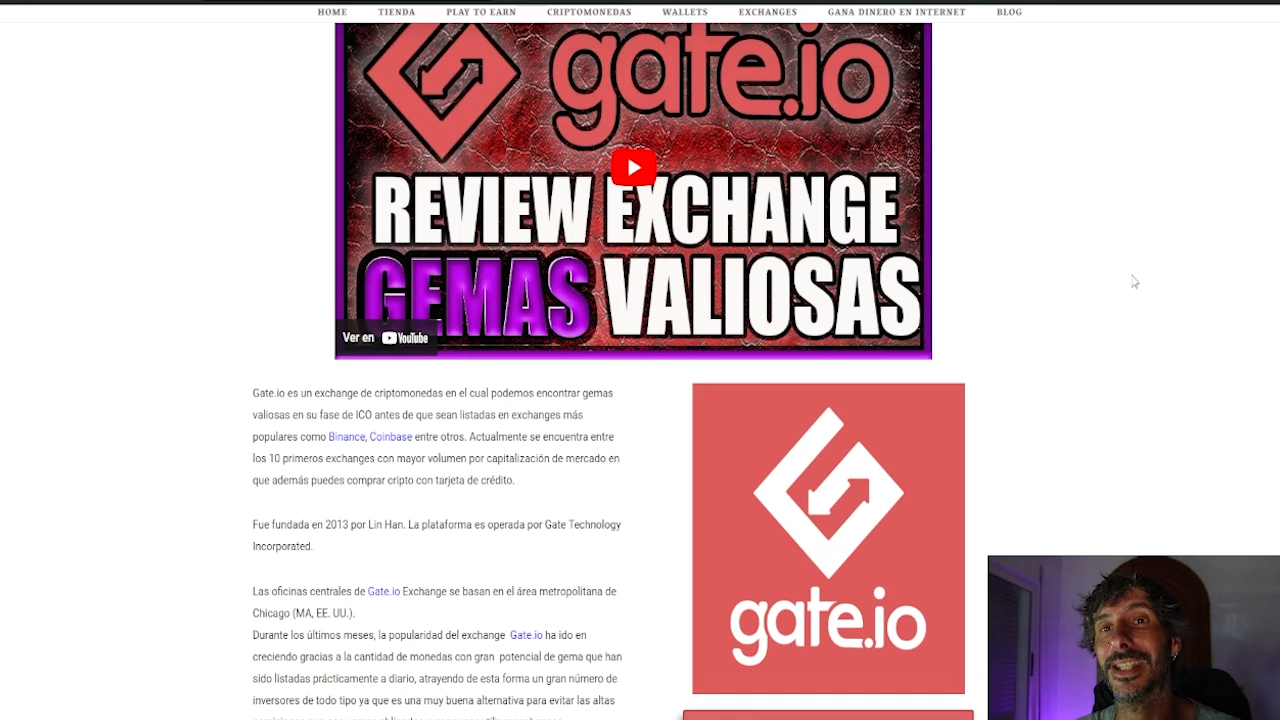 HOME TIENDA PLAY TO EARN CRIPTOMONEDAS WALLETS EXCHANGES GANA DINERO EN INTERNET BLOG
gate.io
REVIEW EXCHANGE
GEMAS VALIOSAS
Ver en YouTube
Gate.io es un exchange de criptomonedas en el cual podemos encontrar gemas
valiosas en su fase de ICO antes de que sean listadas en exchanges más
populares como Binance, Coinbase entre otros. Actualmente se encuentra entre
los 10 primeros exchanges con mayor volumen por capitalización de mercado en
que además puedes comprar cripto con tarjeta de crédito.
Fue fundada en 2013 por Lin Han. La plataforma es operada por Gate Technology
Incorporated.
Las oficinas centrales de Gate.io Exchange se basan en el área metropolitana de
Chicago (MA, EE. UU.).
Durante los últimos meses, la popularidad del exchange Gate.io ha ido en
creciendo gracias a la cantidad de monedas con gran potencial de gema que han
sido listadas prácticamente a diario, atrayendo de esta forma un gran número de
inversores de todo tipo ya que es una muy buena alternativa para evitar las altas
gate.io